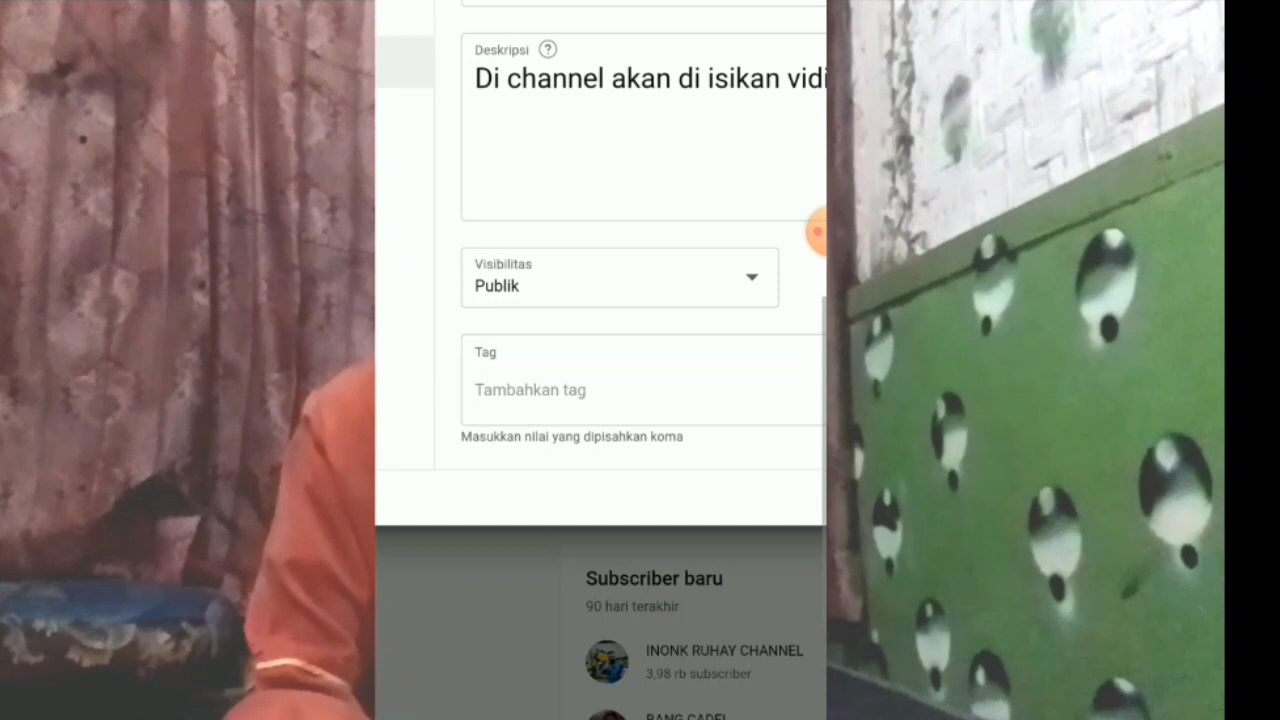 Deskripsi ?
Di channel akan di isikan vidi
Visibilitas
Publik
Tag
Tambahkan tag
Masukkan nilai yang dipisahkan koma
Subscriber baru
90 hari terakhir
INONK RUHAY CHANNEL
3,98 rb subscriber